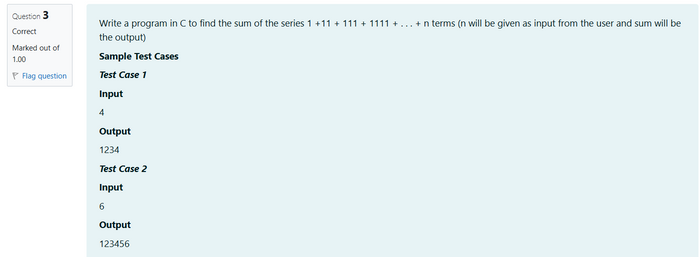 Question 3
Correct
Marked out of
1.00
Flag question
Write a program in C to find the sum of the series 1 +11 + 111 + 1111 + . . . + n terms (n will be given as input from the user and sum will be
the output)
Sample Test Cases
Test Case 1
Input
4
Output
1234
Test Case 2
Input
6
Output
123456